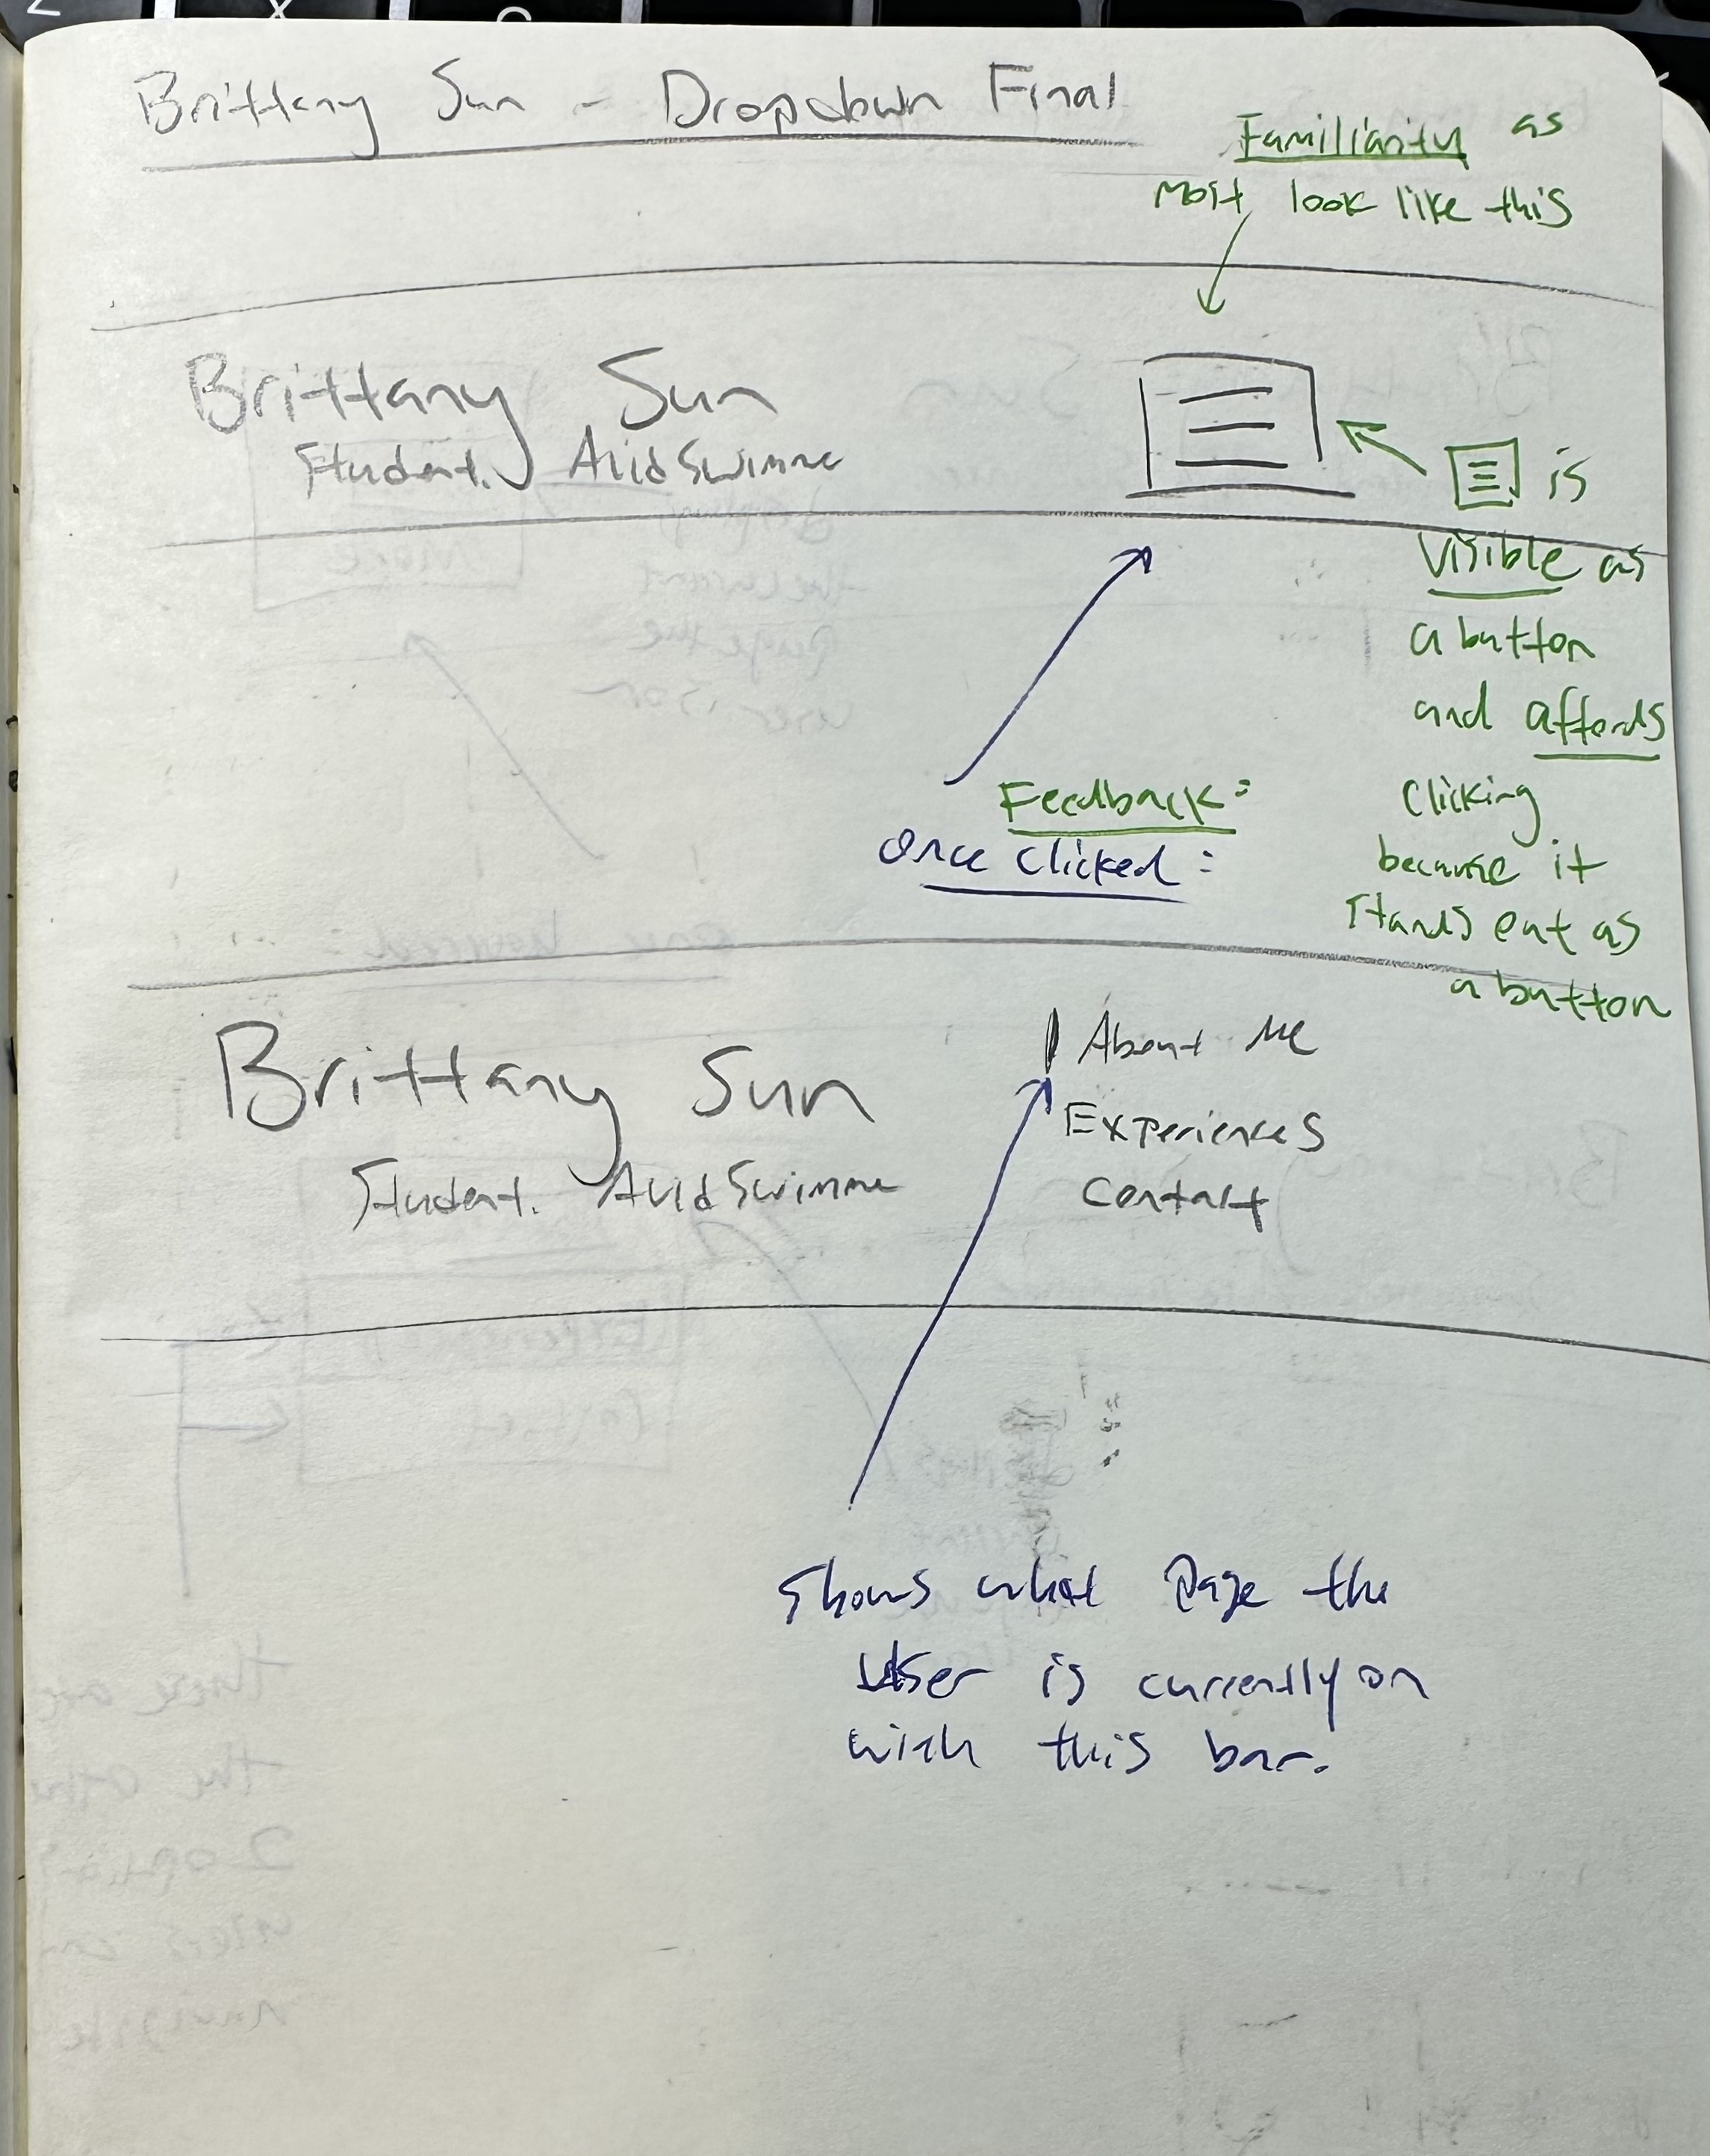 Brittany Sun - Dropdown Final
Familiarity as
most look like this
Brittany Sun
Student. Avid Swimme
is
visible as
a button
and affords
clicking
because it
stands out as
a button
Feedback:
Once clicked:
Brittany Sun
Student. Avid Swimme
About Me
Experiences
Contact
Shows what page the
user is currently on
with this bar.